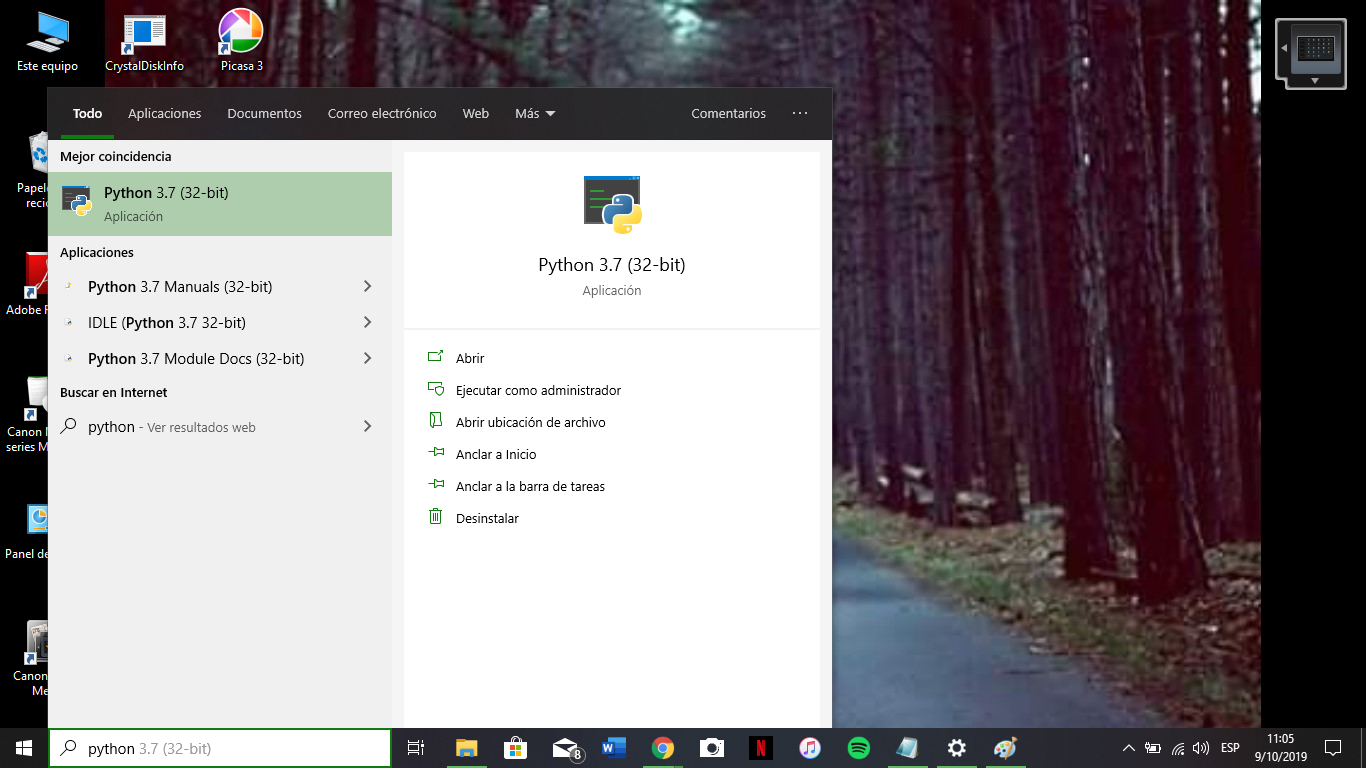 Este equipo
CrystalDiskInfo
Picasa 3
Todo
Aplicaciones
Documentos
Correo electrónico
Web
Más
Comentarios
...
Mejor coincidencia
Python 3.7 (32-bit)
Aplicación
Aplicaciones
Python 3.7 Manuals (32-bit)
IDLE (Python 3.7 32-bit)
Python 3.7 Module Docs (32-bit)
Buscar en Internet
python - Ver resultados web
Python 3.7 (32-bit)
Aplicación
Abrir
Ejecutar como administrador
Abrir ubicación de archivo
Anclar a Inicio
Anclar a la barra de tareas
Desinstalar
Papele
reci
Adobe
Canon
series M
Panel de
Canon
Me
python 3.7 (32-bit)
8
W
N
ESP
11:05
9/10/2019